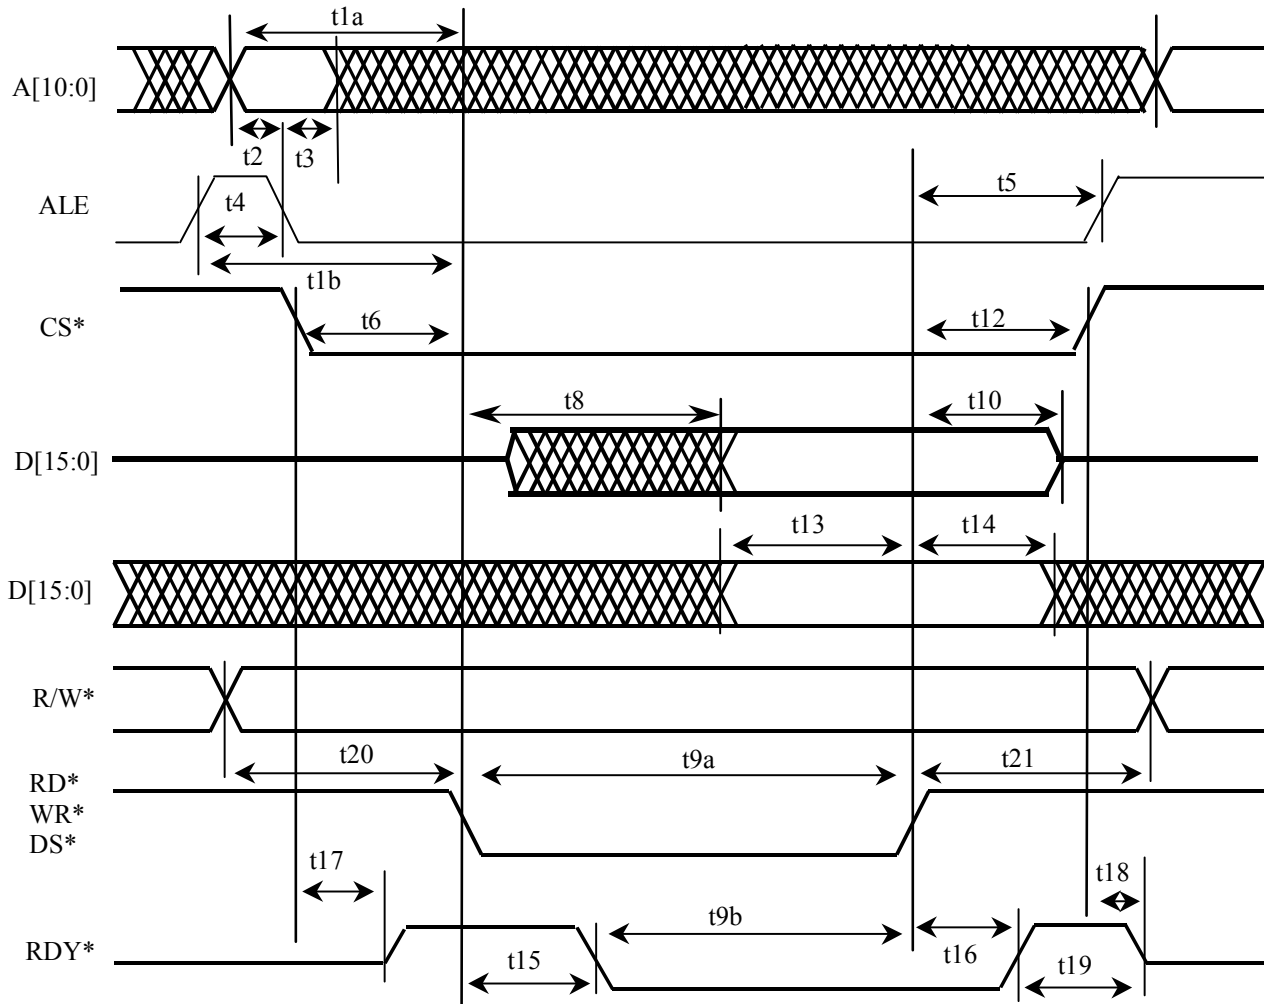 t1a
A[10:0]
t2 t3
t5
ALE
t4
t1b
CS*
t6
t12
t8
t10
D[15:0]
t13
t14
D[15:0]
R/W*
t20
t9a
t21
RD*
WR*
DS*
t17
t18
t9b
RDY*
t15
t16
t19